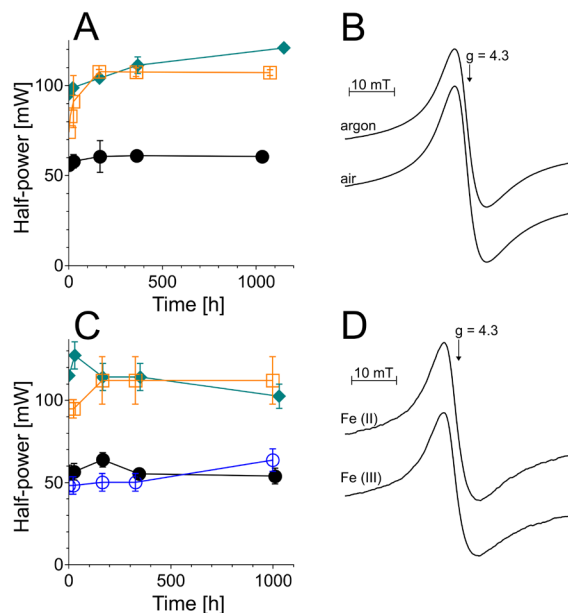 A
Half-power [mW]
100
50
0
0
500
1000
Time [h]
B
g = 4.3
10 mT
argon
air
C
Half-power [mW]
100
50
0
0
500
1000
Time [h]
D
g = 4.3
10 mT
Fe (II)
Fe (III)